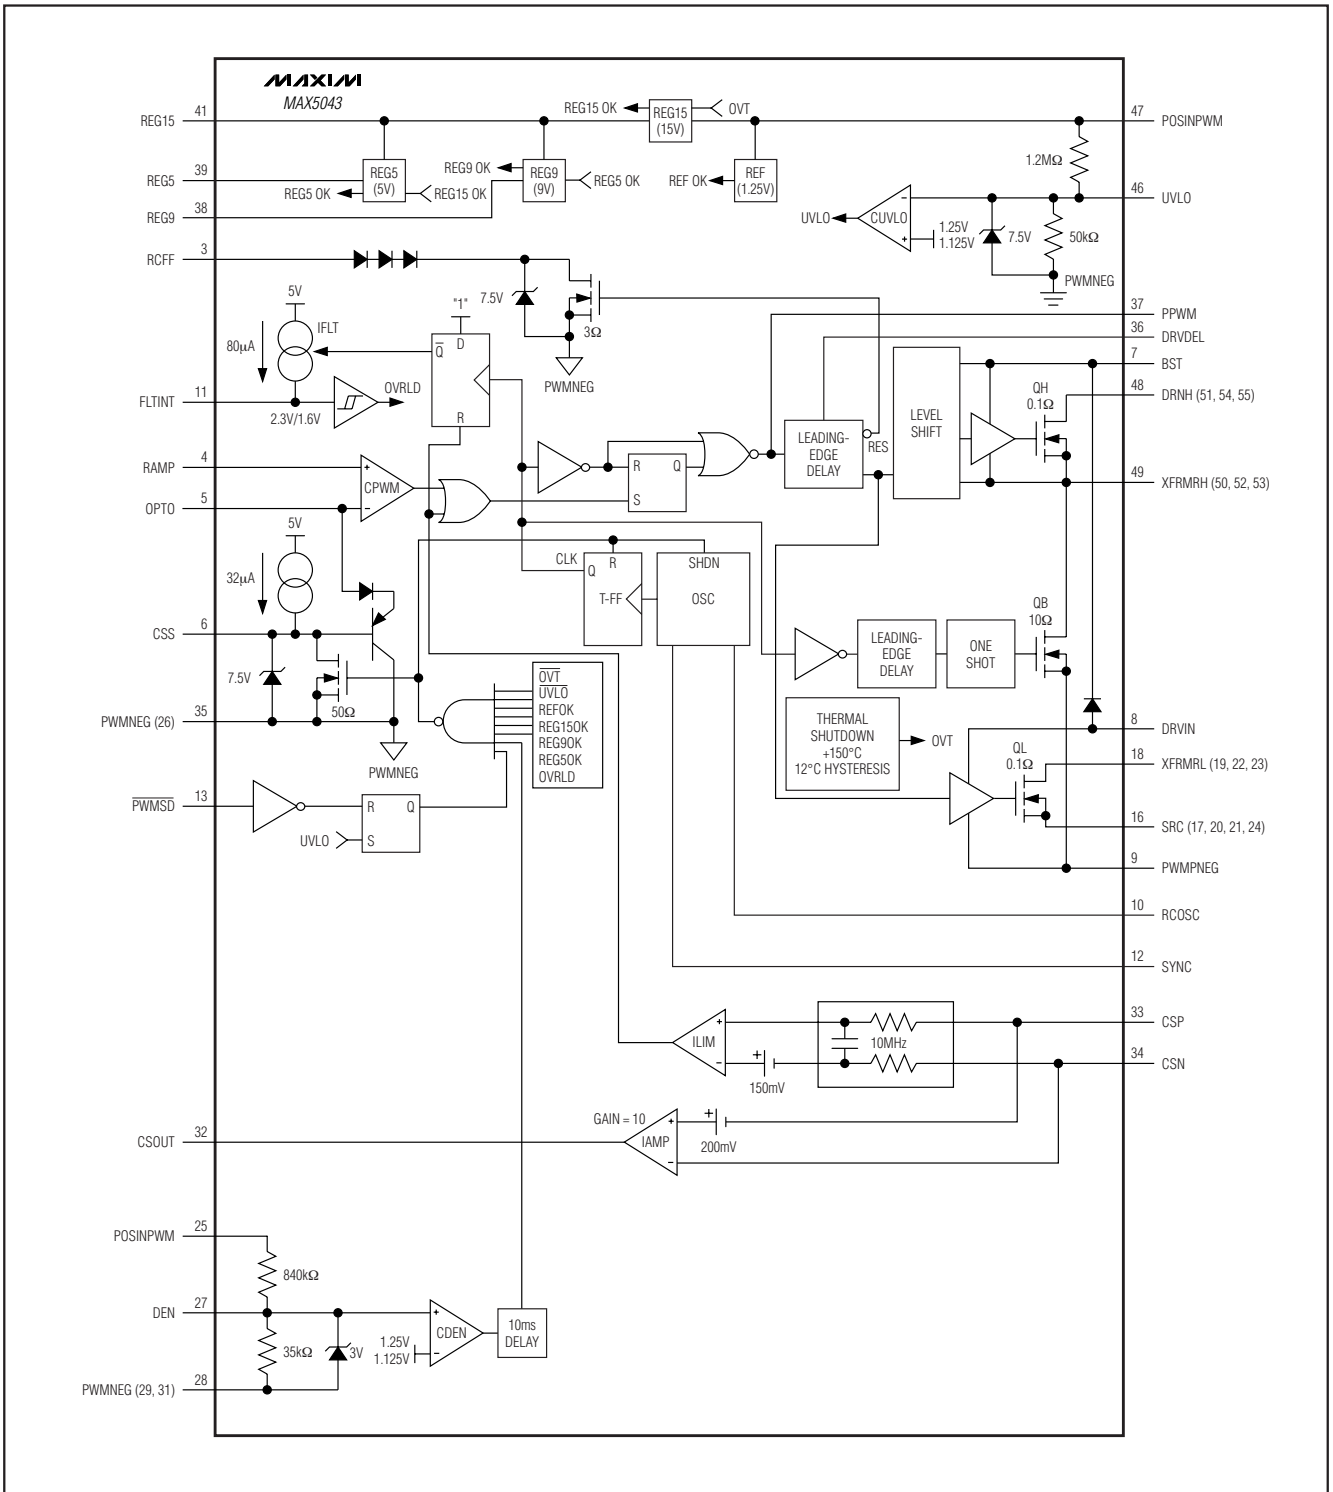 MAXIM
MAX5043
REG15
41
REG15 OK
REG15
(15V)
OVT
47
POSINPWM
1.2MΩ
REG5
39
REG5
(5V)
REG5 OK
REG15 OK
REG9 OK
REG9
(9V)
REG5 OK
REF OK
REF
(1.25V)
46
UVLO
REG9
38
UVLO
CUVLO
-
+
1.25V
1.125V
7.5V
50kΩ
PWMNEG
RCFF
3
7.5V
3Ω
PWMNEG
5V
IFLT
80µA
"1"
D
Q̅
R
37
PPWM
36
DRVDEL
7
BST
FLTINT
11
2.3V/1.6V
OVRLD
QH
0.1Ω
48
DRNH (51, 54, 55)
LEVEL
SHIFT
LEADING-
EDGE
DELAY
RES
RAMP
4
+
CPWM
-
OPTO
5
R
Q
S
49
XFRMRH (50, 52, 53)
5V
32µA
CLK
R
Q
T-FF
SHDN
OSC
CSS
6
7.5V
50Ω
QB
10Ω
LEADING-
EDGE
DELAY
ONE
SHOT
PWMNEG (26)
35
PWMNEG
O̅V̅T̅
U̅V̅L̅O̅
REFOK
REG15OK
REG9OK
REG5OK
OVRLD
THERMAL
SHUTDOWN
+150°C
12°C HYSTERESIS
OVT
8
DRVIN
QL
0.1Ω
18
XFRMRL (19, 22, 23)
P̅W̅M̅S̅D̅
13
R
Q
S
UVLO
16
SRC (17, 20, 21, 24)
9
PWMPNEG
10
RCOSC
12
SYNC
33
CSP
ILIM
+
-
10MHz
+
150mV
34
CSN
CSOUT
32
GAIN = 10
IAMP
+
-
+
200mV
POSINPWM
25
840kΩ
DEN
27
35kΩ
3V
1.25V
1.125V
+
CDEN
-
10ms
DELAY
PWMNEG (29, 31)
28